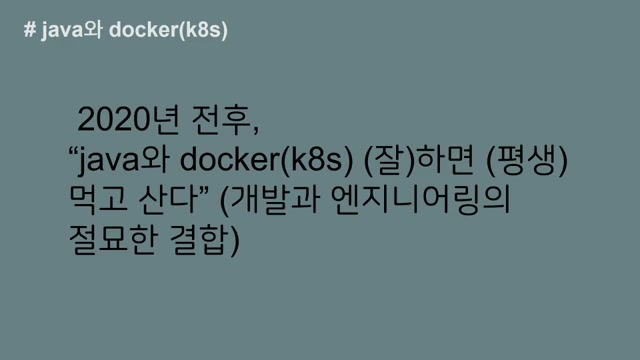 # java와 docker(k8s)
2020년 전후,
“java와 docker(k8s) (잘)하면 (평생)
먹고 산다” (개발과 엔지니어링의
절묘한 결합)